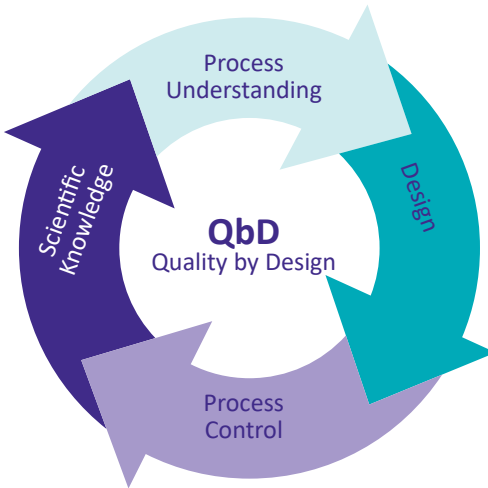 Process
Understanding
Design
QbD
Quality by Design
Scientific
Knowledge
Process
Control